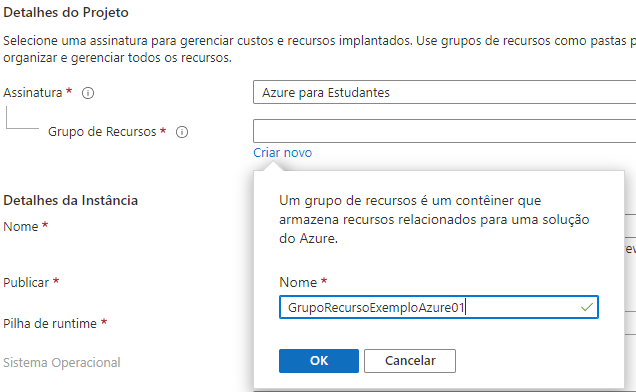 Detalhes do Projeto
Selecione uma assinatura para gerenciar custos e recursos implantados. Use grupos de recursos como pastas p
organizar e gerenciar todos os recursos.
Assinatura *
Azure para Estudantes
Grupo de Recursos *
Criar novo
Um grupo de recursos é um contêiner que
armazena recursos relacionados para uma solução
do Azure.
Detalhes da Instância
Nome *
Nome *
GrupoRecursoExemploAzure01
Publicar *
Pilha de runtime *
OK
Cancelar
Sistema Operacional